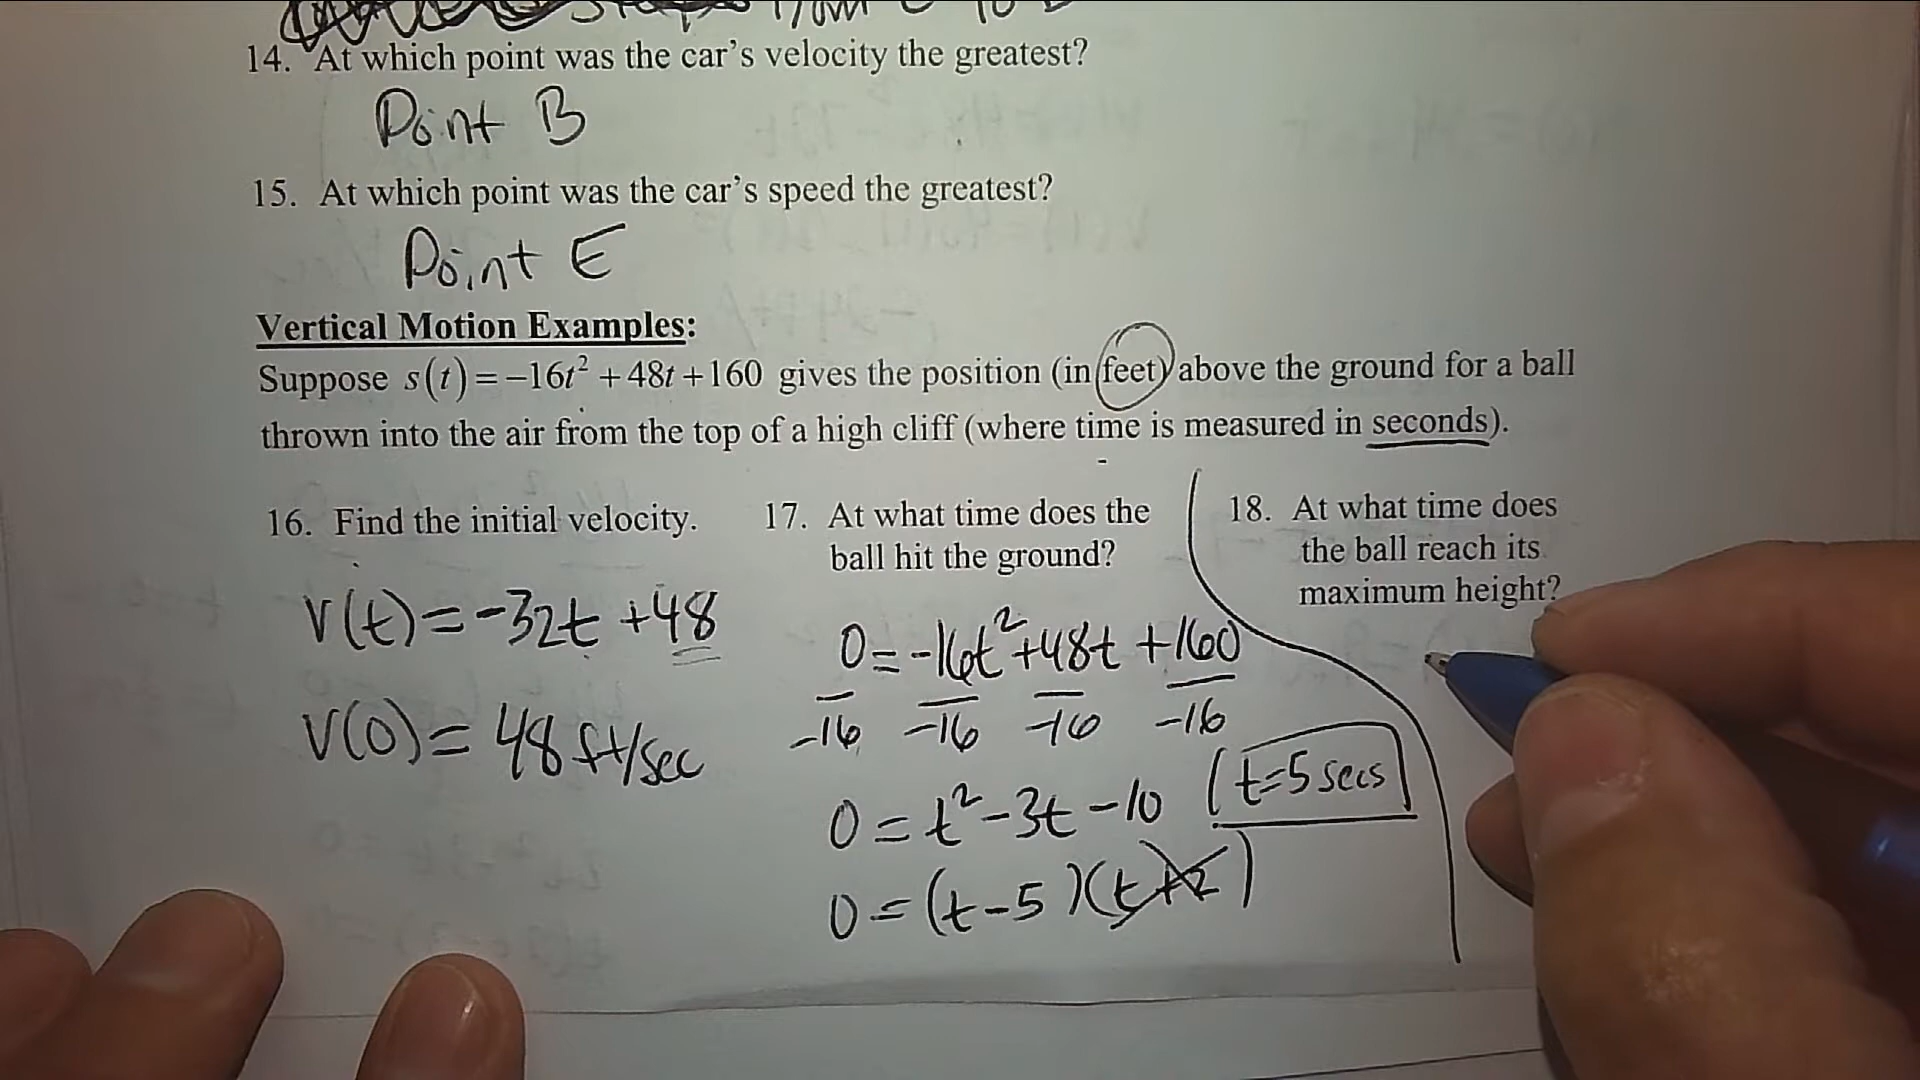 14. At which point was the car's velocity the greatest?
Point B
15. At which point was the car's speed the greatest?
Point E
Vertical Motion Examples:
Suppose s(t) = −16t² + 48t + 160 gives the position (in feet) above the ground for a ball
thrown into the air from the top of a high cliff (where time is measured in seconds).
16. Find the initial velocity.
V(t) = -32t + 48
V(0) = 48 ft/sec
17. At what time does the
ball hit the ground?
0 = -16t² + 48t + 160
-16 -16 -16 -16
0 = t² - 3t - 10
t = 5 secs
0 = (t - 5)(t + 2)
18. At what time does
the ball reach its
maximum height?